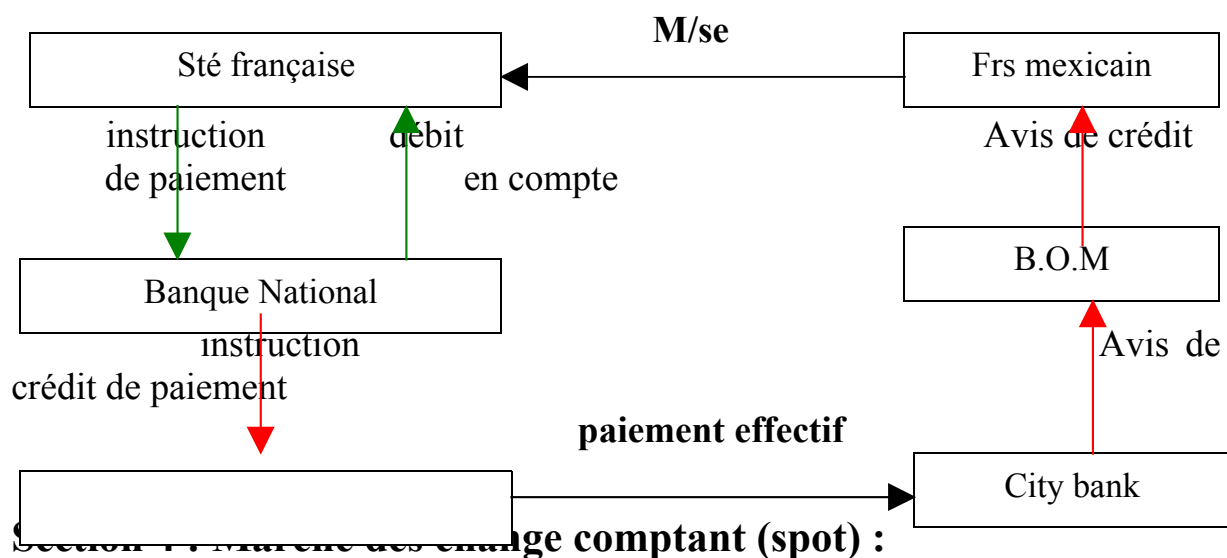 M/se
Sté française
Frs mexicain
instruction débit Avis de crédit
de paiement en compte
B.O.M
Banque National
instruction Avis de
crédit de paiement
paiement effectif
City bank
change comptant (spot) :